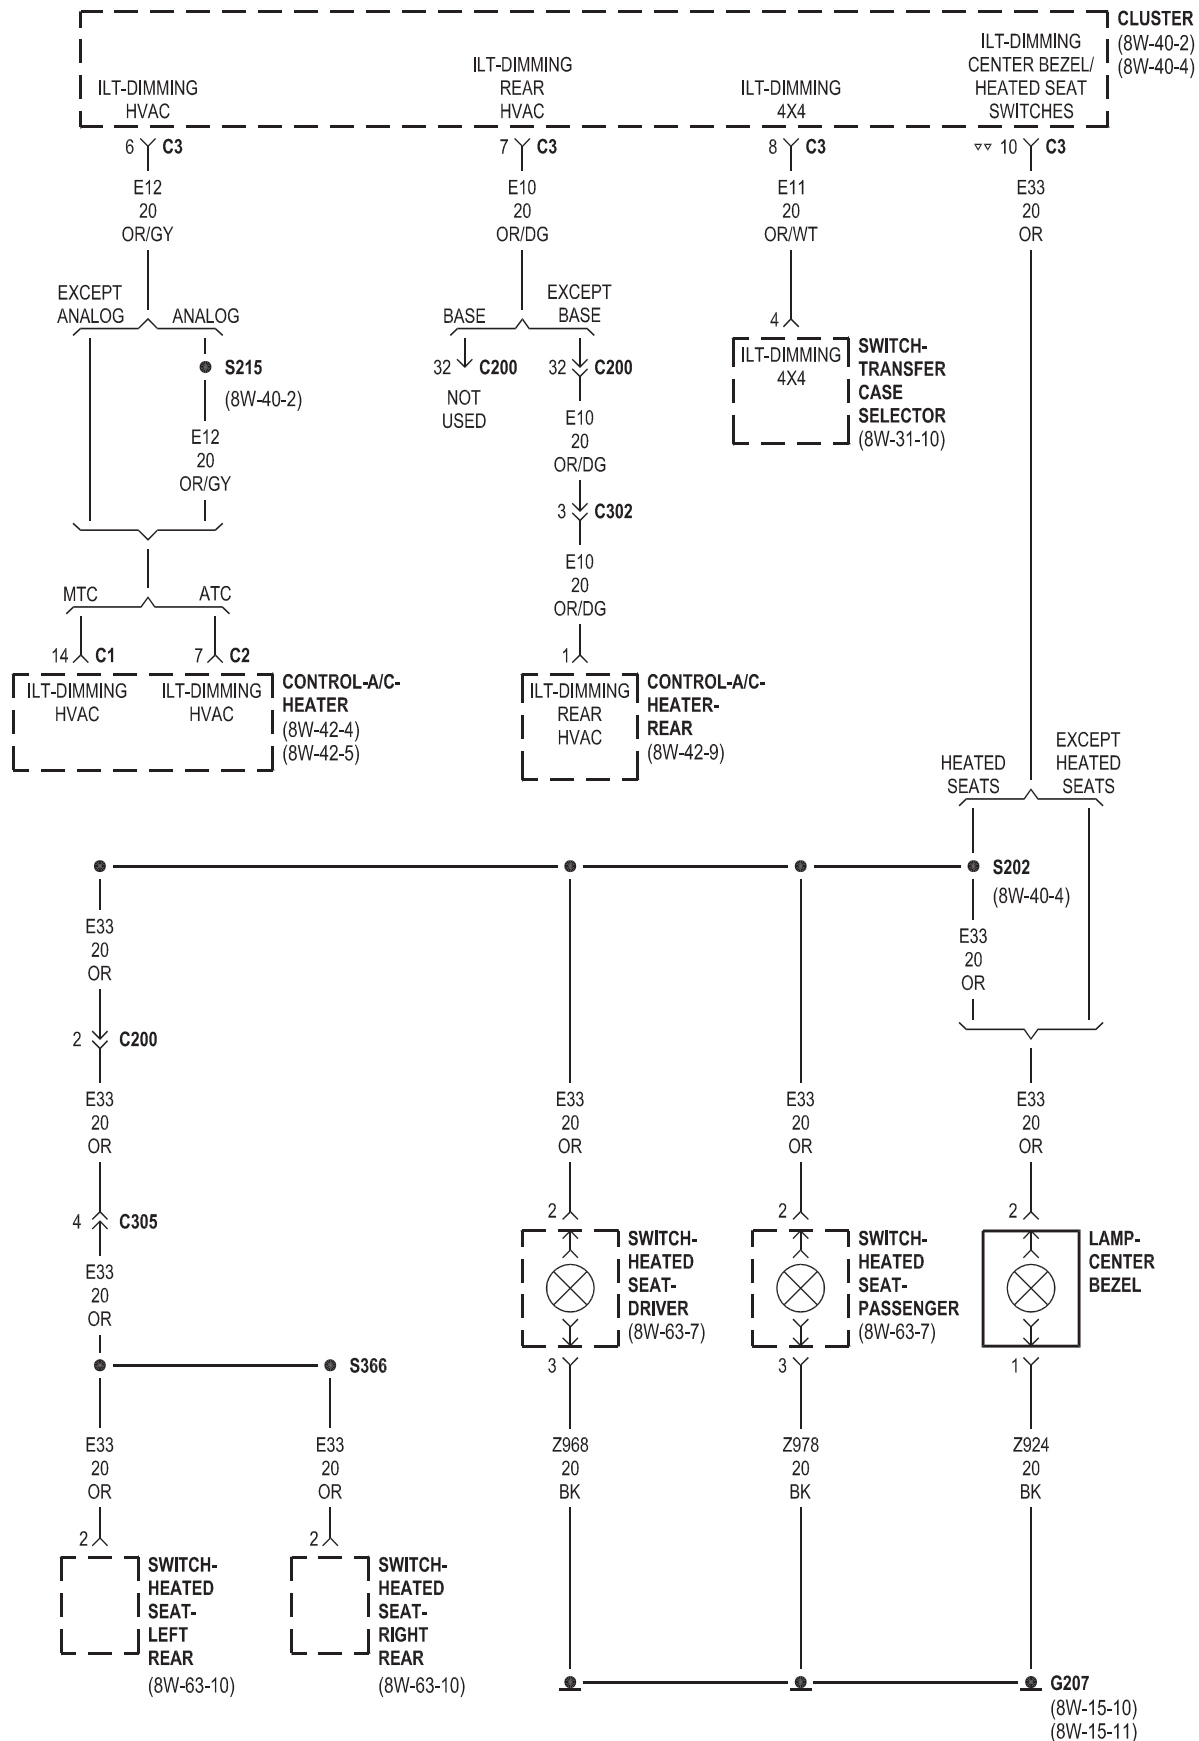 CLUSTER
(8W-40-2)
(8W-40-4)
ILT-DIMMING
HVAC
ILT-DIMMING
REAR
HVAC
ILT-DIMMING
4X4
ILT-DIMMING
CENTER BEZEL/
HEATED SEAT
SWITCHES
6 C3
7 C3
8 C3
10 C3
E12
20
OR/GY
E10
20
OR/DG
E11
20
OR/WT
E33
20
OR
EXCEPT
ANALOG
ANALOG
S215
(8W-40-2)
E12
20
OR/GY
BASE
EXCEPT
BASE
32 C200
NOT
USED
32 C200
E10
20
OR/DG
3 C302
E10
20
OR/DG
4
ILT-DIMMING
4X4
SWITCH-
TRANSFER
CASE
SELECTOR
(8W-31-10)
MTC
ATC
14 C1
7 C2
ILT-DIMMING
HVAC
ILT-DIMMING
HVAC
CONTROL-A/C-
HEATER
(8W-42-4)
(8W-42-5)
1
ILT-DIMMING
REAR
HVAC
CONTROL-A/C-
HEATER-
REAR
(8W-42-9)
HEATED
SEATS
EXCEPT
HEATED
SEATS
S202
(8W-40-4)
E33
20
OR
E33
20
OR
2 C200
E33
20
OR
4 C305
E33
20
OR
S366
E33
20
OR
E33
20
OR
2
SWITCH-
HEATED
SEAT-
LEFT
REAR
(8W-63-10)
2
SWITCH-
HEATED
SEAT-
RIGHT
REAR
(8W-63-10)
E33
20
OR
2
SWITCH-
HEATED
SEAT-
DRIVER
(8W-63-7)
3
Z968
20
BK
E33
20
OR
2
SWITCH-
HEATED
SEAT-
PASSENGER
(8W-63-7)
3
Z978
20
BK
E33
20
OR
2
LAMP-
CENTER
BEZEL
1
Z924
20
BK
G207
(8W-15-10)
(8W-15-11)